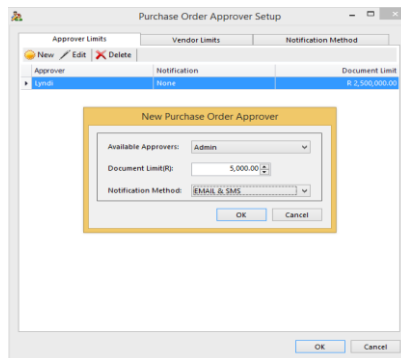 Purchase Order Approver Setup
Approver Limits Vendor Limits Notification Method
New Edit Delete
Approver Notification Document Limit
Lyndi None R 2,500,000.00
New Purchase Order Approver
Available Approvers: Admin
Document Limit(R): 5,000.00
Notification Method: EMAIL & SMS
OK Cancel
OK Cancel